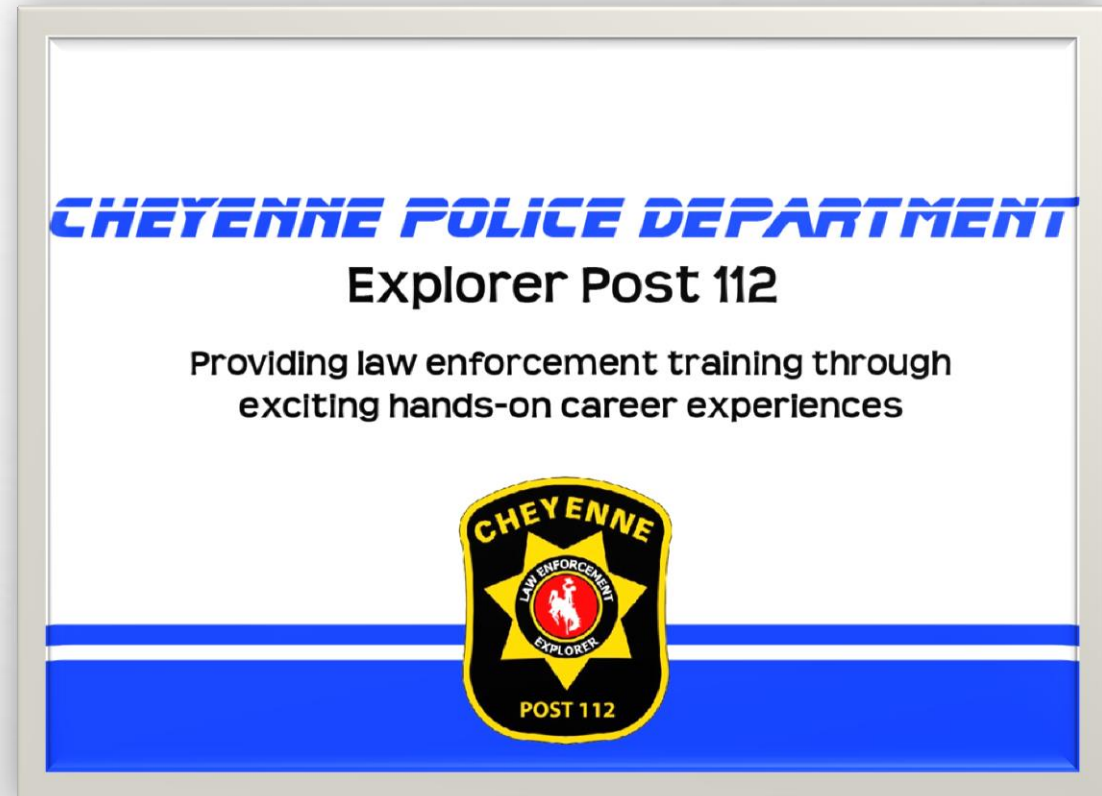 CHEYENNE POLICE DEPARTMENT
Explorer Post 112
Providing law enforcement training through
exciting hands-on career experiences
CHEYENNE
LAW ENFORCEMENT
EXPLORER
POST 112